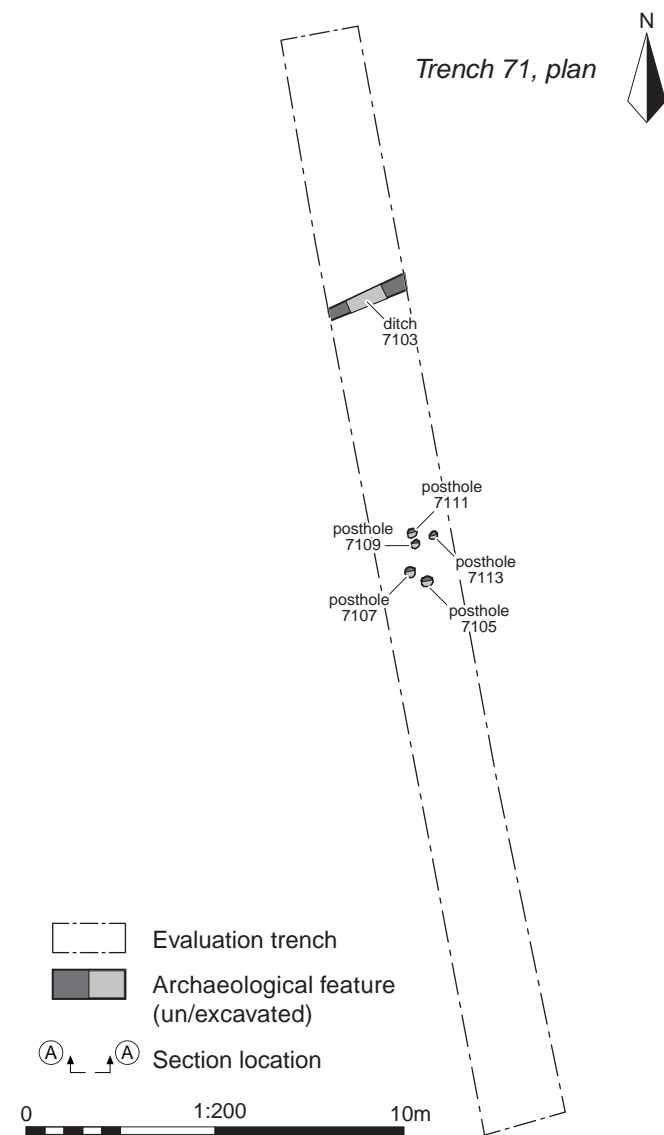 N
Trench 71, plan
ditch
7103
posthole
7111
posthole
7109
posthole
7113
posthole
7107
posthole
7105
Evaluation trench
Archaeological feature
(un/excavated)
A A Section location
0 1:200 10m